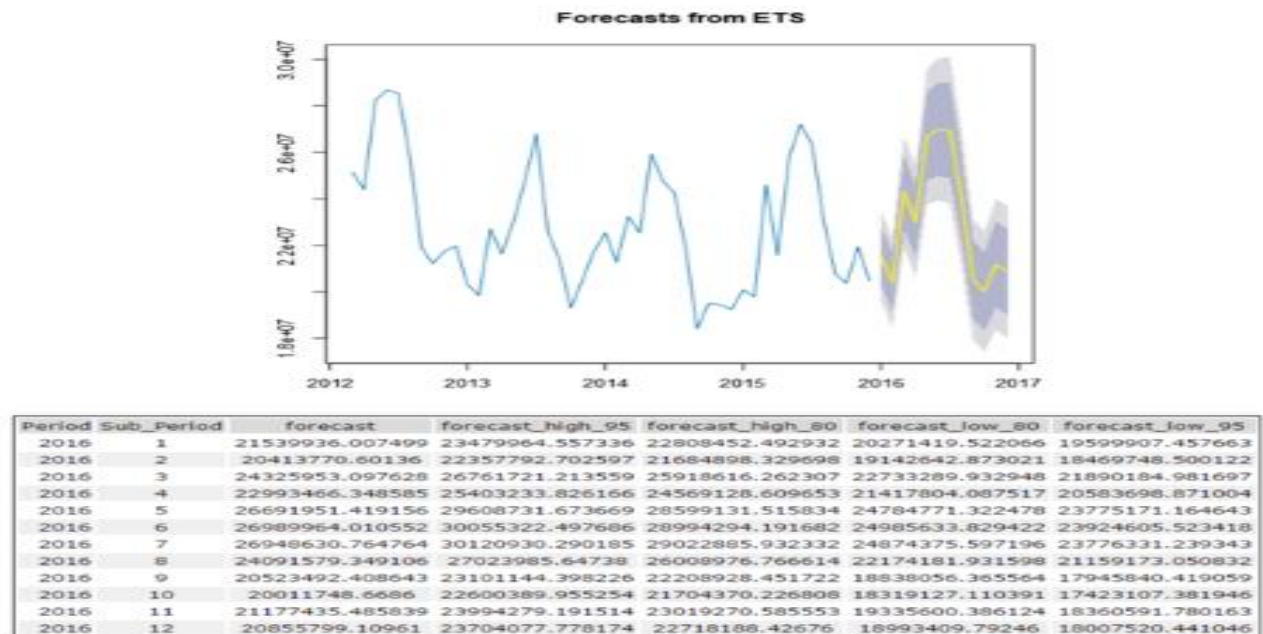 Forecasts from ETS
3.0e+07
2.6e+07
2.2e+07
1.8e+07
2012 2013 2014 2015 2016 2017
Period Sub_Period forecast forecast_high_95 forecast_high_80 forecast_low_80 forecast_low_95
2016 1 21539936.007499 23479964.557336 22808452.492932 20271419.522066 19599907.457663
2016 2 20413770.60136 22357792.702597 21684898.329698 19142642.873021 18469748.500122
2016 3 24325953.097628 26761721.213559 25918616.262307 22733289.932948 21890184.981697
2016 4 22993466.348585 25403233.826166 24569128.609653 21417804.087517 20583698.871004
2016 5 26691951.419156 29608731.673669 28599131.515834 24784771.322478 23775171.164643
2016 6 26989964.010552 30055322.497686 28994294.191682 24985633.829422 23924605.523418
2016 7 26948630.764764 30120930.290185 29022885.932332 24874375.597196 23776331.239343
2016 8 24091579.349106 27023985.64738 26008976.766614 22174181.931598 21159173.050832
2016 9 20523492.408643 23101144.398226 22208928.451722 18838056.365564 17945840.419059
2016 10 20011748.6686 22600389.955254 21704370.226808 18319127.110391 17423107.381946
2016 11 21177435.485839 23994279.191514 23019270.585553 19335600.386124 18360591.780163
2016 12 20855799.10961 23704077.778174 22718188.42676 18993409.79246 18007520.441046